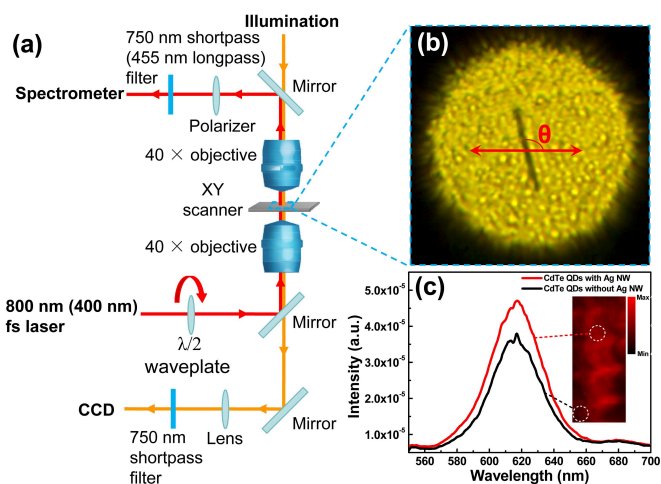 (a)
Illumination
750 nm shortpass
(455 nm longpass)
filter
Mirror
Spectrometer
Polarizer
40 × objective
XY
scanner
40 × objective
800 nm (400 nm)
fs laser
λ/2
waveplate
Mirror
CCD
Lens
Mirror
750 nm
shortpass
filter
(b)
θ
(c)
CdTe QDs with Ag NW
CdTe QDs without Ag NW
Max
Min
Intensity (a.u.)
5.0x10⁻⁵
4.0x10⁻⁵
3.0x10⁻⁵
2.0x10⁻⁵
1.0x10⁻⁵
560 580 600 620 640 660 680 700
Wavelength (nm)